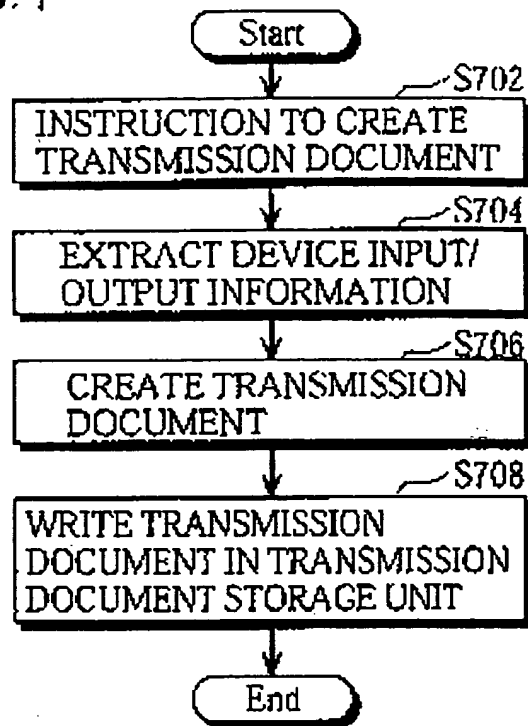 Start
S702
INSTRUCTION TO CREATE
TRANSMISSION DOCUMENT
S704
EXTRACT DEVICE INPUT/
OUTPUT INFORMATION
S706
CREATE TRANSMISSION
DOCUMENT
S708
WRITE TRANSMISSION
DOCUMENT IN TRANSMISSION
DOCUMENT STORAGE UNIT
End